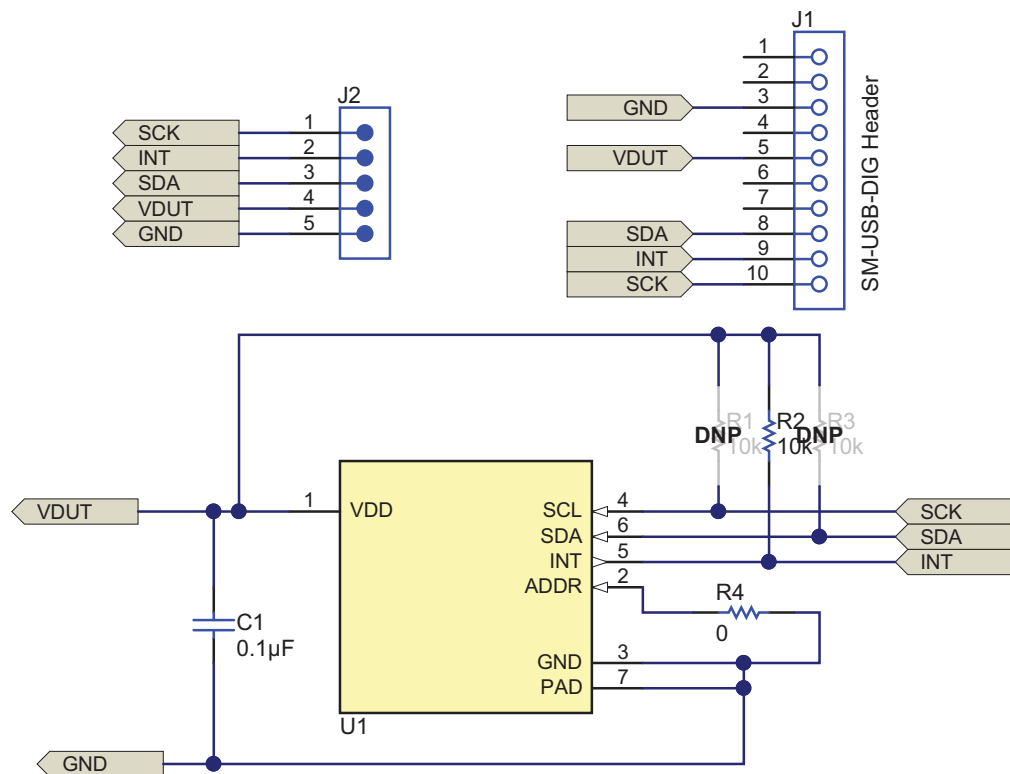 J1
1
2
GND 3
4
VDUT 5
6
7
SDA 8
INT 9
SCK 10
SM-USB-DIG Header
J2
SCK 1
INT 2
SDA 3
VDUT 4
GND 5
DNP R1 10k
R2 10k
DNP R3 10k
VDUT 1 VDD
SCL 4 SCK
SDA 6 SDA
INT 5 INT
ADDR 2
R4
0
C1
0.1µF
GND 3
PAD 7
U1
GND